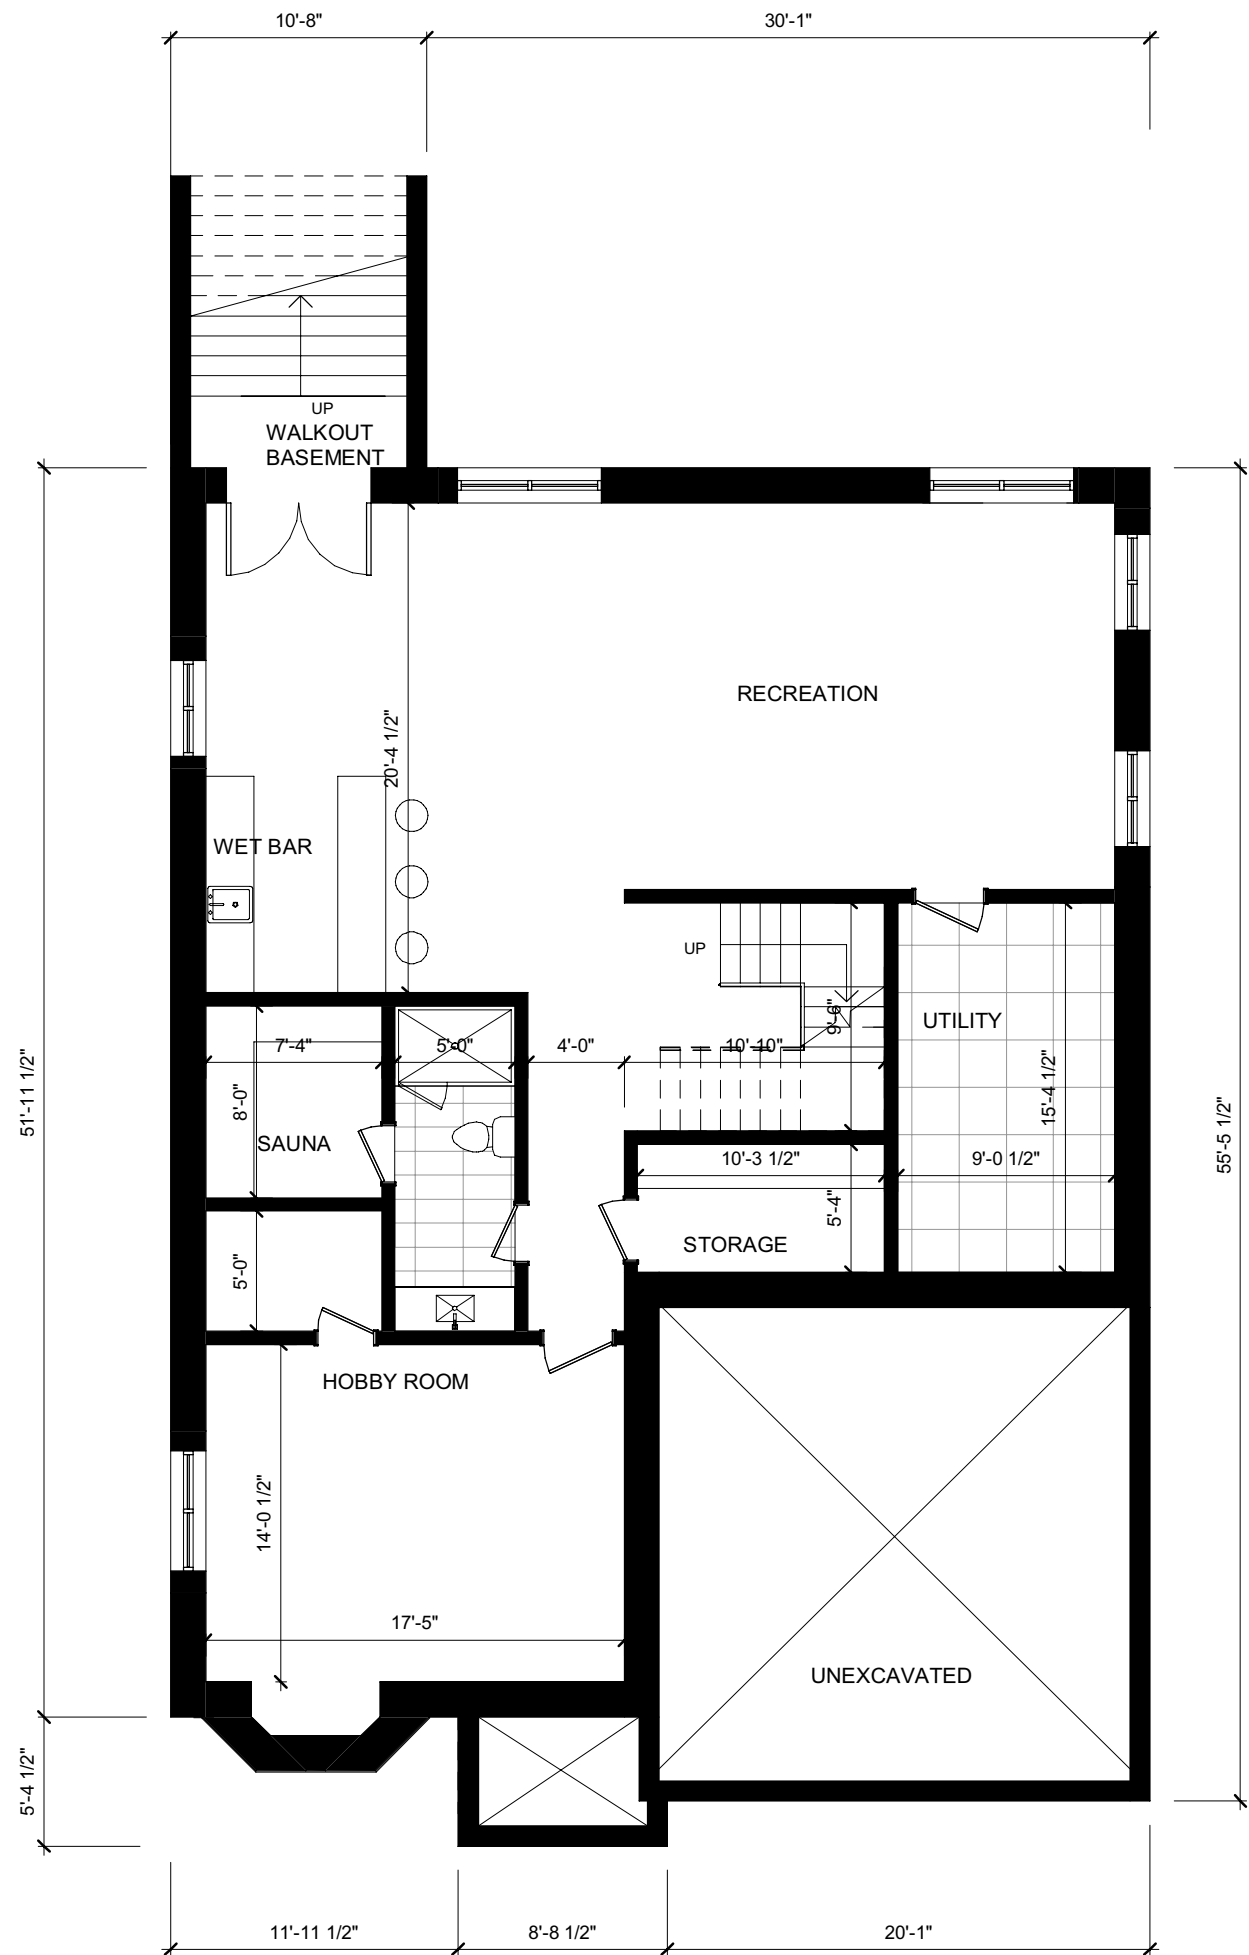 10'-8"
30'-1"
UP
WALKOUT
BASEMENT
RECREATION
20'-4 1/2"
WET BAR
UP
9'-6"
UTILITY
7'-4"
5'-0"
4'-0"
10'-10"
8'-0"
15'-4 1/2"
51'-11 1/2"
55'-5 1/2"
SAUNA
10'-3 1/2"
9'-0 1/2"
5'-4"
STORAGE
5'-0"
HOBBY ROOM
14'-0 1/2"
17'-5"
UNEXCAVATED
5'-4 1/2"
11'-11 1/2"
8'-8 1/2"
20'-1"